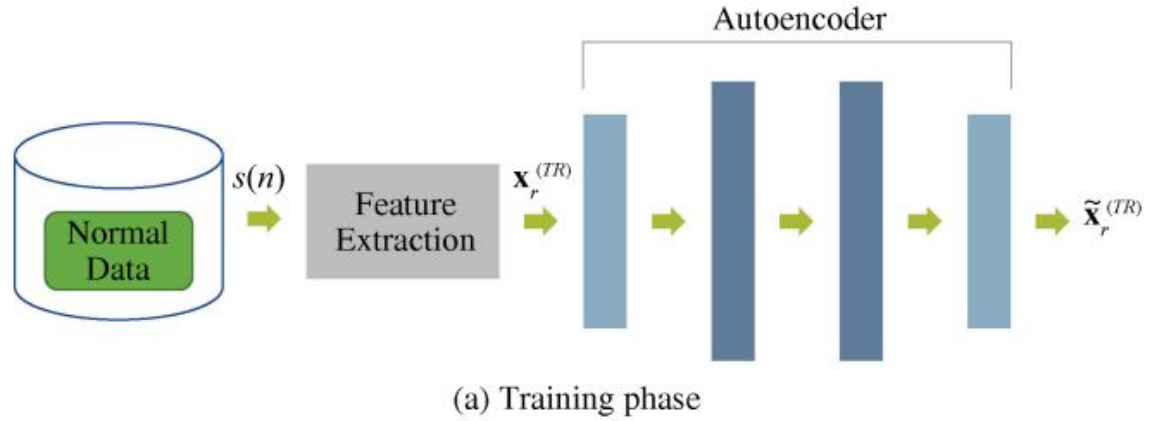 Autoencoder
s(n)
x_r^(TR)
Normal
Data
Feature
Extraction
x̃_r^(TR)
(a) Training phase